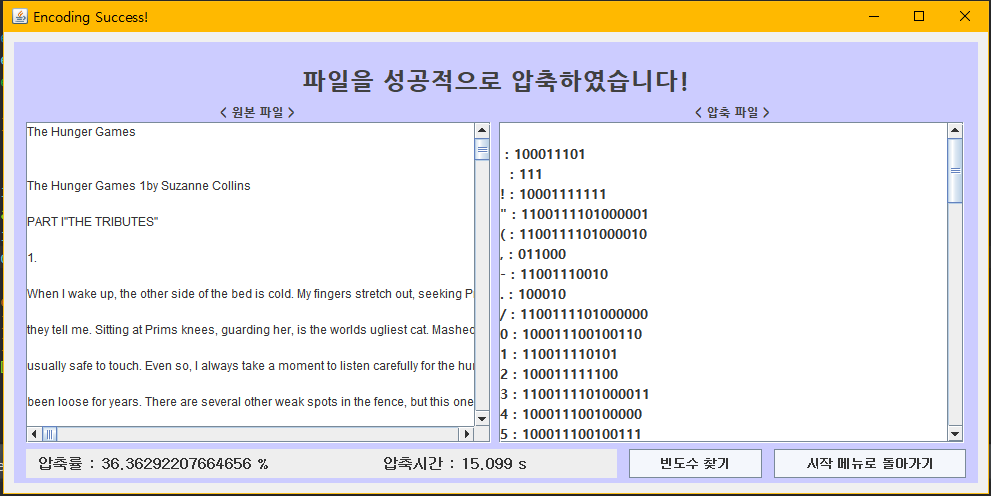 Encoding Success!
파일을 성공적으로 압축하였습니다!
< 원본 파일 >
The Hunger Games
The Hunger Games 1by Suzanne Collins
PART I"THE TRIBUTES"
1.
When I wake up, the other side of the bed is cold. My fingers stretch out, seeking P
they tell me. Sitting at Prims knees, guarding her, is the worlds ugliest cat. Mashed
usually safe to touch. Even so, I always take a moment to listen carefully for the hu
been loose for years. There are several other weak spots in the fence, but this one
< 압축 파일 >
: 100011101
: 111
! : 10001111111
" : 1100111101000001
( : 1100111101000010
, : 011000
- : 11001110010
. : 100010
/ : 1100111101000000
0 : 100011100100110
1 : 110011110101
2 : 100011111100
3 : 1100111101000011
4 : 100011100100000
5 : 100011100100111
압축률 : 36.36292207664656 %
압축시간 : 15.099 s
빈도수 찾기
시작 메뉴로 돌아가기